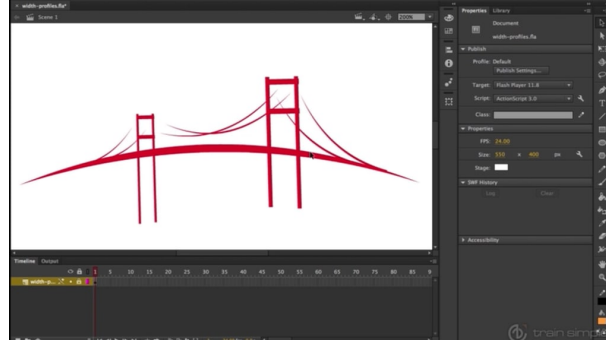 width-profiles.fla*
Scene 1
200%
Properties Library
Document
width-profiles.fla
Publish
Profile: Default
Publish Settings...
Target: Flash Player 11.8
Script: ActionScript 3.0
Class:
Properties
FPS: 24.00
Size: 550 x 400 px
Stage:
SWF History
Log Clear
Accessibility
Timeline Output
1 5 10 15 20 25 30 35 40 45 50 55 60 65 70 75 80 85 9
width-p...
train simple